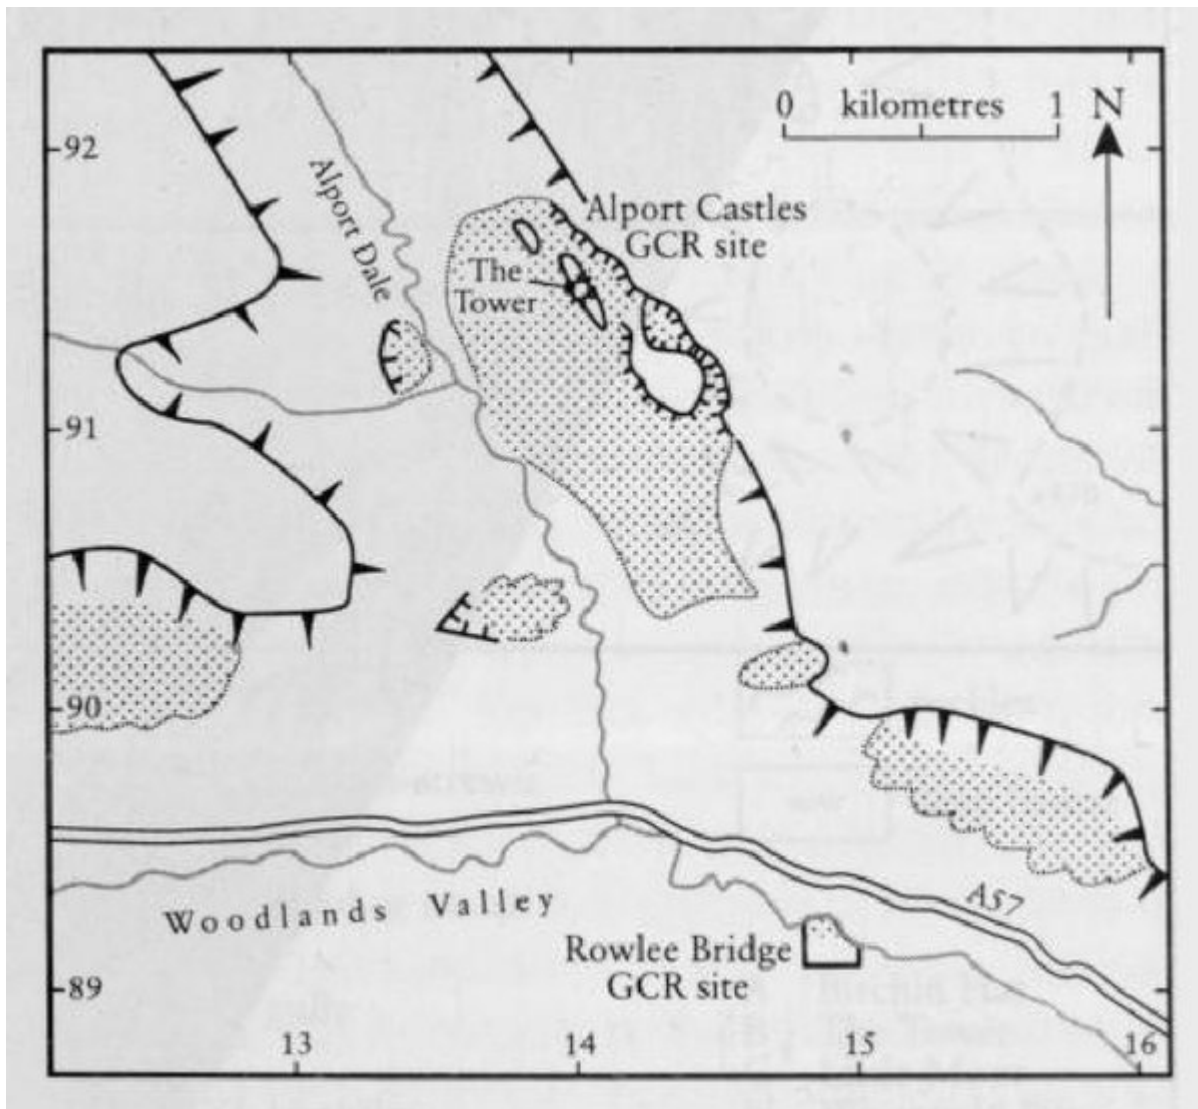 0 kilometres 1 N
92
Alport Dale
Alport Castles
GCR site
The
Tower
91
90
A57
Woodlands Valley
Rowlee Bridge
GCR site
89
13 14 15 16